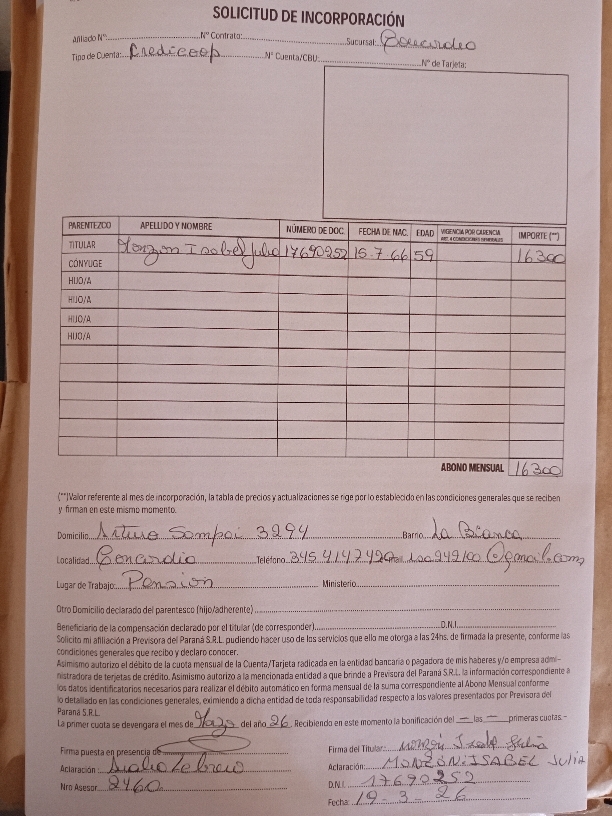 SOLICITUD DE INCORPORACIÓN
Afiliado N°: N° Contrato: Sucursal: Concordia
Tipo de Cuenta: Credicoop N° Cuenta/CBU: N° de Tarjeta:
PARENTEZCO APELLIDO Y NOMBRE NÚMERO DE DOC. FECHA DE NAC. EDAD VIGENCIA POR CARENCIA IMPORTE (**)
TITULAR Monzon Isabel Julia 17690252 15-7-66 59 16300
CÓNYUGE
HIJO/A
HIJO/A
HIJO/A
HIJO/A
ABONO MENSUAL 16300
(**)Valor referente al mes de incorporación, la tabla de precios y actualizaciones se rige por lo establecido en las condiciones generales que se reciben
y firman en este mismo momento.
Domicilio: Arturo Sampai 3294 Barrio La Bianca
Localidad Concordia Teléfono 3454147490 @gmail.com
Lugar de Trabajo: Pension Ministerio:
Otro Domicilio declarado del parentesco (hijo/adherente)
Beneficiario de la compensación declarado por el titular (de corresponder) D.N.I.
Solicito mi afiliación a Previsora del Paraná S.R.L. pudiendo hacer uso de los servicios que ello me otorga a las 24hs. de firmada la presente, conforme las
condiciones generales que recibo y declaro conocer.
Asimismo autorizo el débito de la cuota mensual de la Cuenta/Tarjeta radicada en la entidad bancaria o pagadora de mis haberes y/o empresa admi-
nistradora de terjetas de crédito. Asimismo autorizo a la mencionada entidad a que brinde a Previsora del Paraná S.R.L. la información correspondiente a
los datos identificatorios necesarios para realizar el débito automático en forma mensual de la suma correspondiente al Abono Mensual conforme
lo detallado en las condiciones generales, eximiendo a dicha entidad de toda responsabilidad respecto a los valores presentados por Previsora del
Paraná S.R.L.
La primer cuota se devengara el mes de Mayo del año 26. Recibiendo en este momento la bonificación del — las — primeras cuotas.-
Firma puesta en presencia de Firma del Titular: Monzón Isabel Julia
Aclaración: Aclaración: MONZÓN ISABEL Julia
Nro Asesor: 2460 D.N.I. 17690252
Fecha: 19-3-26